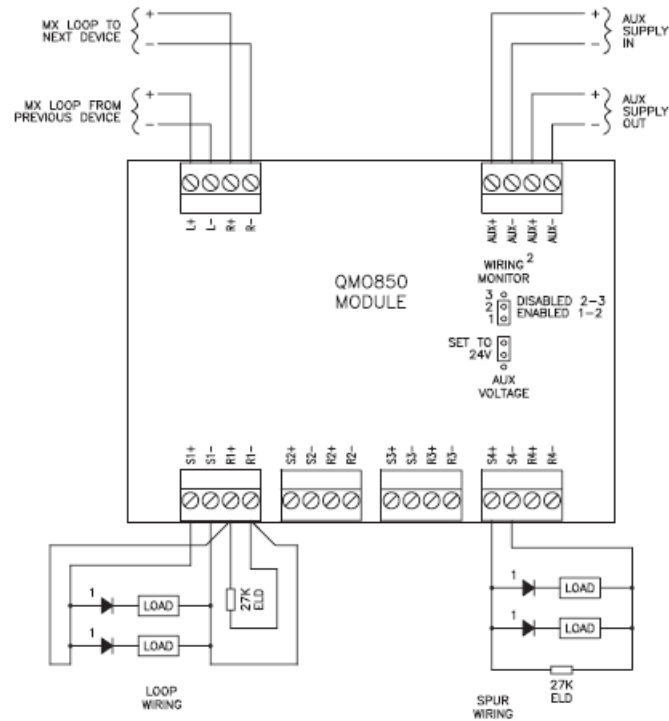 MX LOOP TO
NEXT DEVICE
+
-
MX LOOP FROM
PREVIOUS DEVICE
+
-
+
-
AUX
SUPPLY
IN
+
-
AUX
SUPPLY
OUT
L+
L-
R+
R-
AUX+
AUX-
AUX+
AUX-
QMO850
MODULE
WIRING 2
MONITOR
3
2
1
DISABLED 2-3
ENABLED 1-2
SET TO
24V
AUX
VOLTAGE
S1+
S1-
R1+
R1-
S2+
S2-
R2+
R2-
S3+
S3-
R3+
R3-
S4+
S4-
R4+
R4-
1
LOAD
1
LOAD
27K
ELD
LOOP
WIRING
1
LOAD
1
LOAD
27K
ELD
SPUR
WIRING